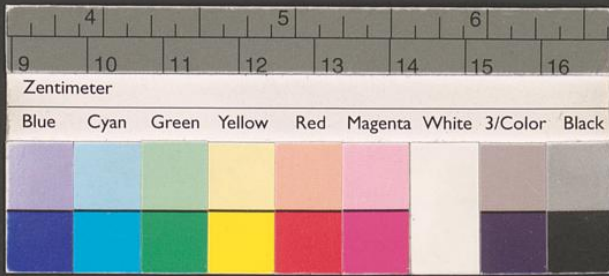 4 5 6
9 10 11 12 13 14 15 16
Zentimeter
Blue Cyan Green Yellow Red Magenta White 3/Color Black